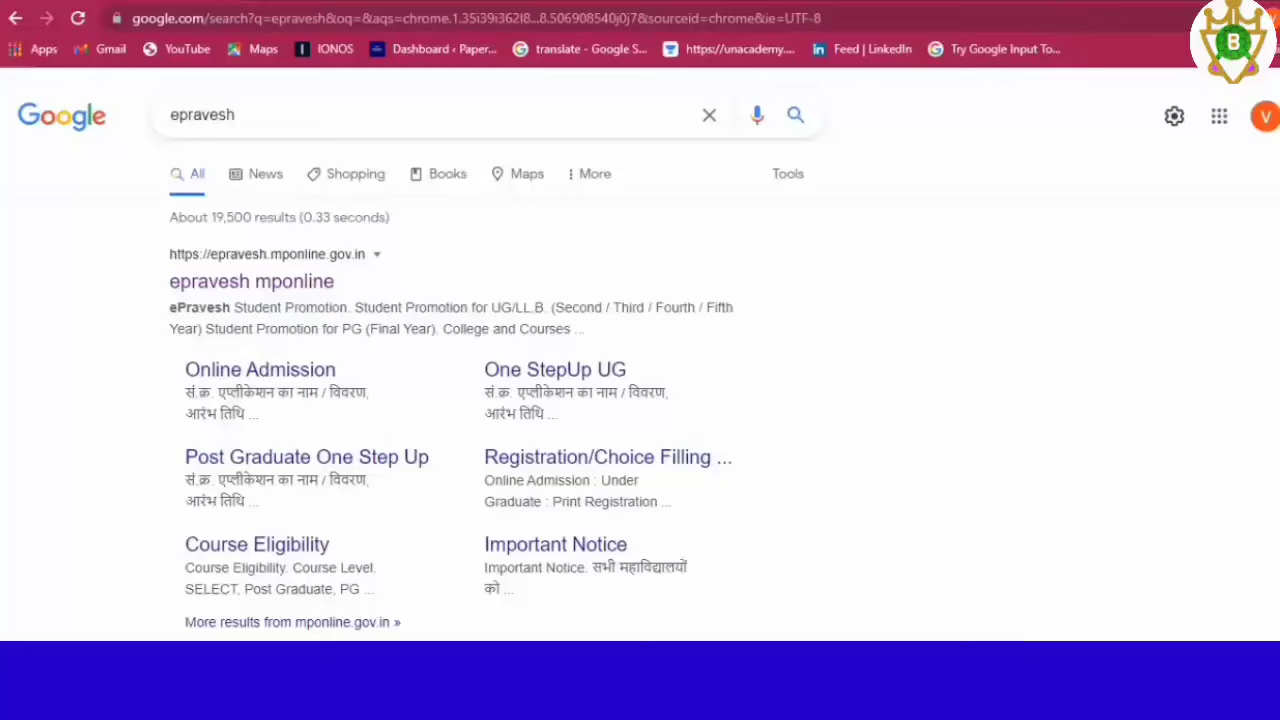 google.com/search?q=epravesh&oq=&aqs=chrome.1.35i39i362l8...8.506908540j0j7&sourceid=chrome&ie=UTF-8
Apps Gmail YouTube Maps IONOS Dashboard ‹ Paper... translate - Google S... https://unacademy.... Feed | LinkedIn Try Google Input To...
B
Google epravesh V
All News Shopping Books Maps More Tools
About 19,500 results (0.33 seconds)
https://epravesh.mponline.gov.in
epravesh mponline
ePravesh Student Promotion. Student Promotion for UG/LL.B. (Second / Third / Fourth / Fifth
Year) Student Promotion for PG (Final Year). College and Courses ...
Online Admission
सं.क्र. एप्लीकेशन का नाम / विवरण,
आरंभ तिथि ...
One StepUp UG
सं.क्र. एप्लीकेशन का नाम / विवरण,
आरंभ तिथि ...
Post Graduate One Step Up
सं.क्र. एप्लीकेशन का नाम / विवरण,
आरंभ तिथि ...
Registration/Choice Filling ...
Online Admission : Under
Graduate : Print Registration ...
Course Eligibility
Course Eligibility. Course Level.
SELECT, Post Graduate, PG ...
Important Notice
Important Notice. सभी महाविद्यालयों
को ...
More results from mponline.gov.in »